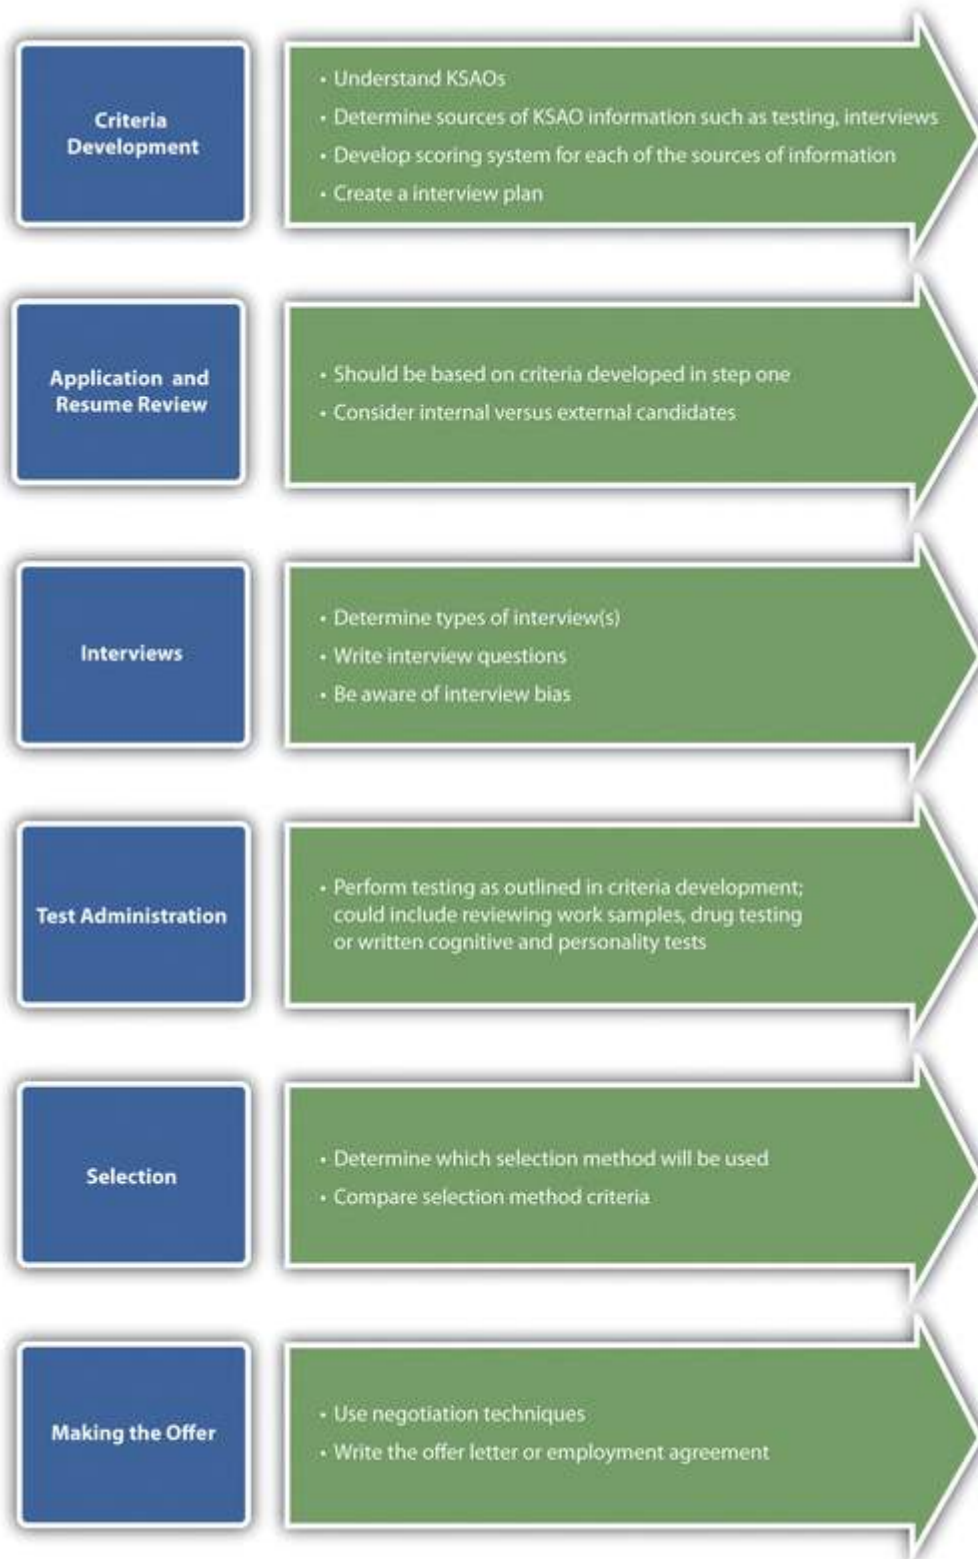 Criteria
Development
• Understand KSAOs
• Determine sources of KSAO information such as testing, interviews
• Develop scoring system for each of the sources of information
• Create a interview plan
Application and
Resume Review
• Should be based on criteria developed in step one
• Consider internal versus external candidates
Interviews
• Determine types of interview(s)
• Write interview questions
• Be aware of interview bias
Test Administration
• Perform testing as outlined in criteria development;
could include reviewing work samples, drug testing
or written cognitive and personality tests
Selection
• Determine which selection method will be used
• Compare selection method criteria
Making the Offer
• Use negotiation techniques
• Write the offer letter or employment agreement